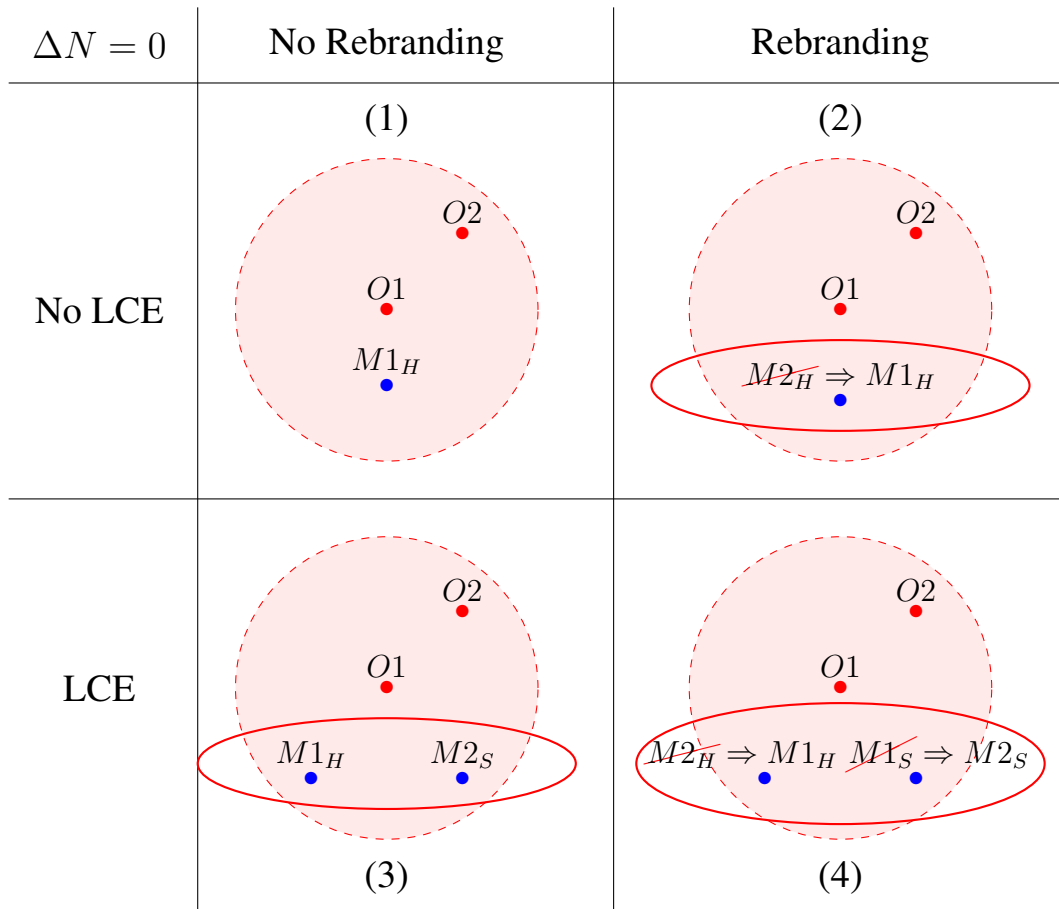 ΔN = 0 No Rebranding Rebranding
(1) (2)
O2 O2
No LCE O1 O1
M1_H M2_H ⇒ M1_H
O2 O2
LCE O1 O1
M1_H M2_S M2_H ⇒ M1_H M1_S ⇒ M2_S
(3) (4)